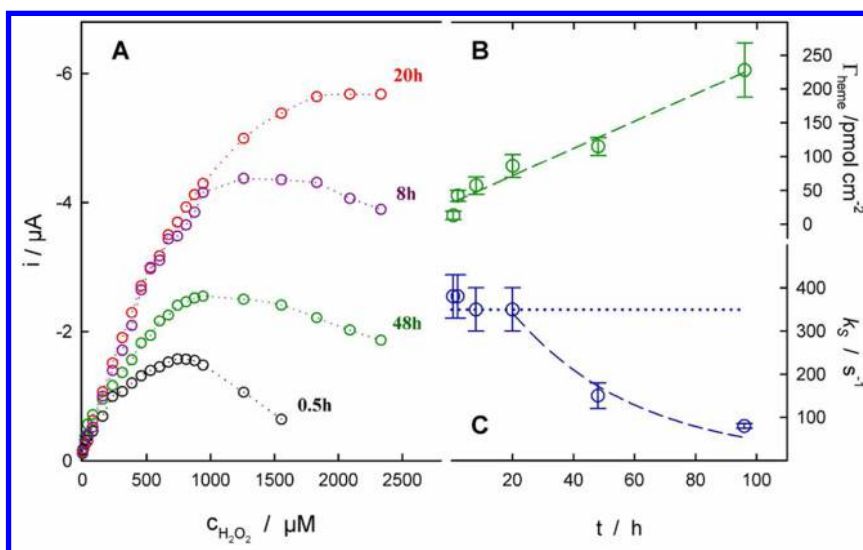 A
B
C
-6
-4
-2
0
i / µA
20h
8h
48h
0.5h
0 500 1000 1500 2000 2500
c_H₂O₂ / µM
250
200
150
100
50
0
Γheme /pmol cm⁻²
400
300
200
100
kS / s⁻¹
20 40 60 80 100
t / h